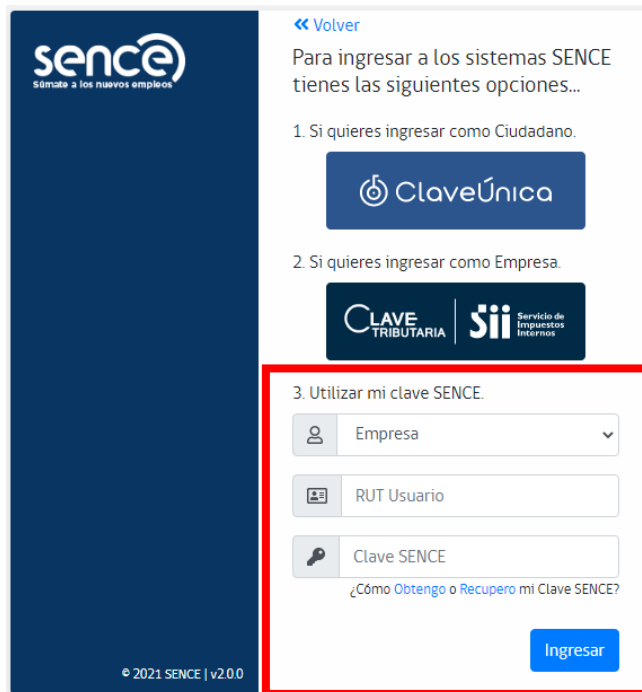 sence
Súmate a los nuevos empleos
Volver
Para ingresar a los sistemas SENCE
tienes las siguientes opciones...
1. Si quieres ingresar como Ciudadano.
ClaveÚnica
2. Si quieres ingresar como Empresa.
CLAVE
TRIBUTARIA
Sii
Servicio de
Impuestos
Internos
3. Utilizar mi clave SENCE.
Empresa
RUT Usuario
Clave SENCE
¿Cómo Obtengo o Recupero mi Clave SENCE?
Ingresar
© 2021 SENCE | v2.0.0